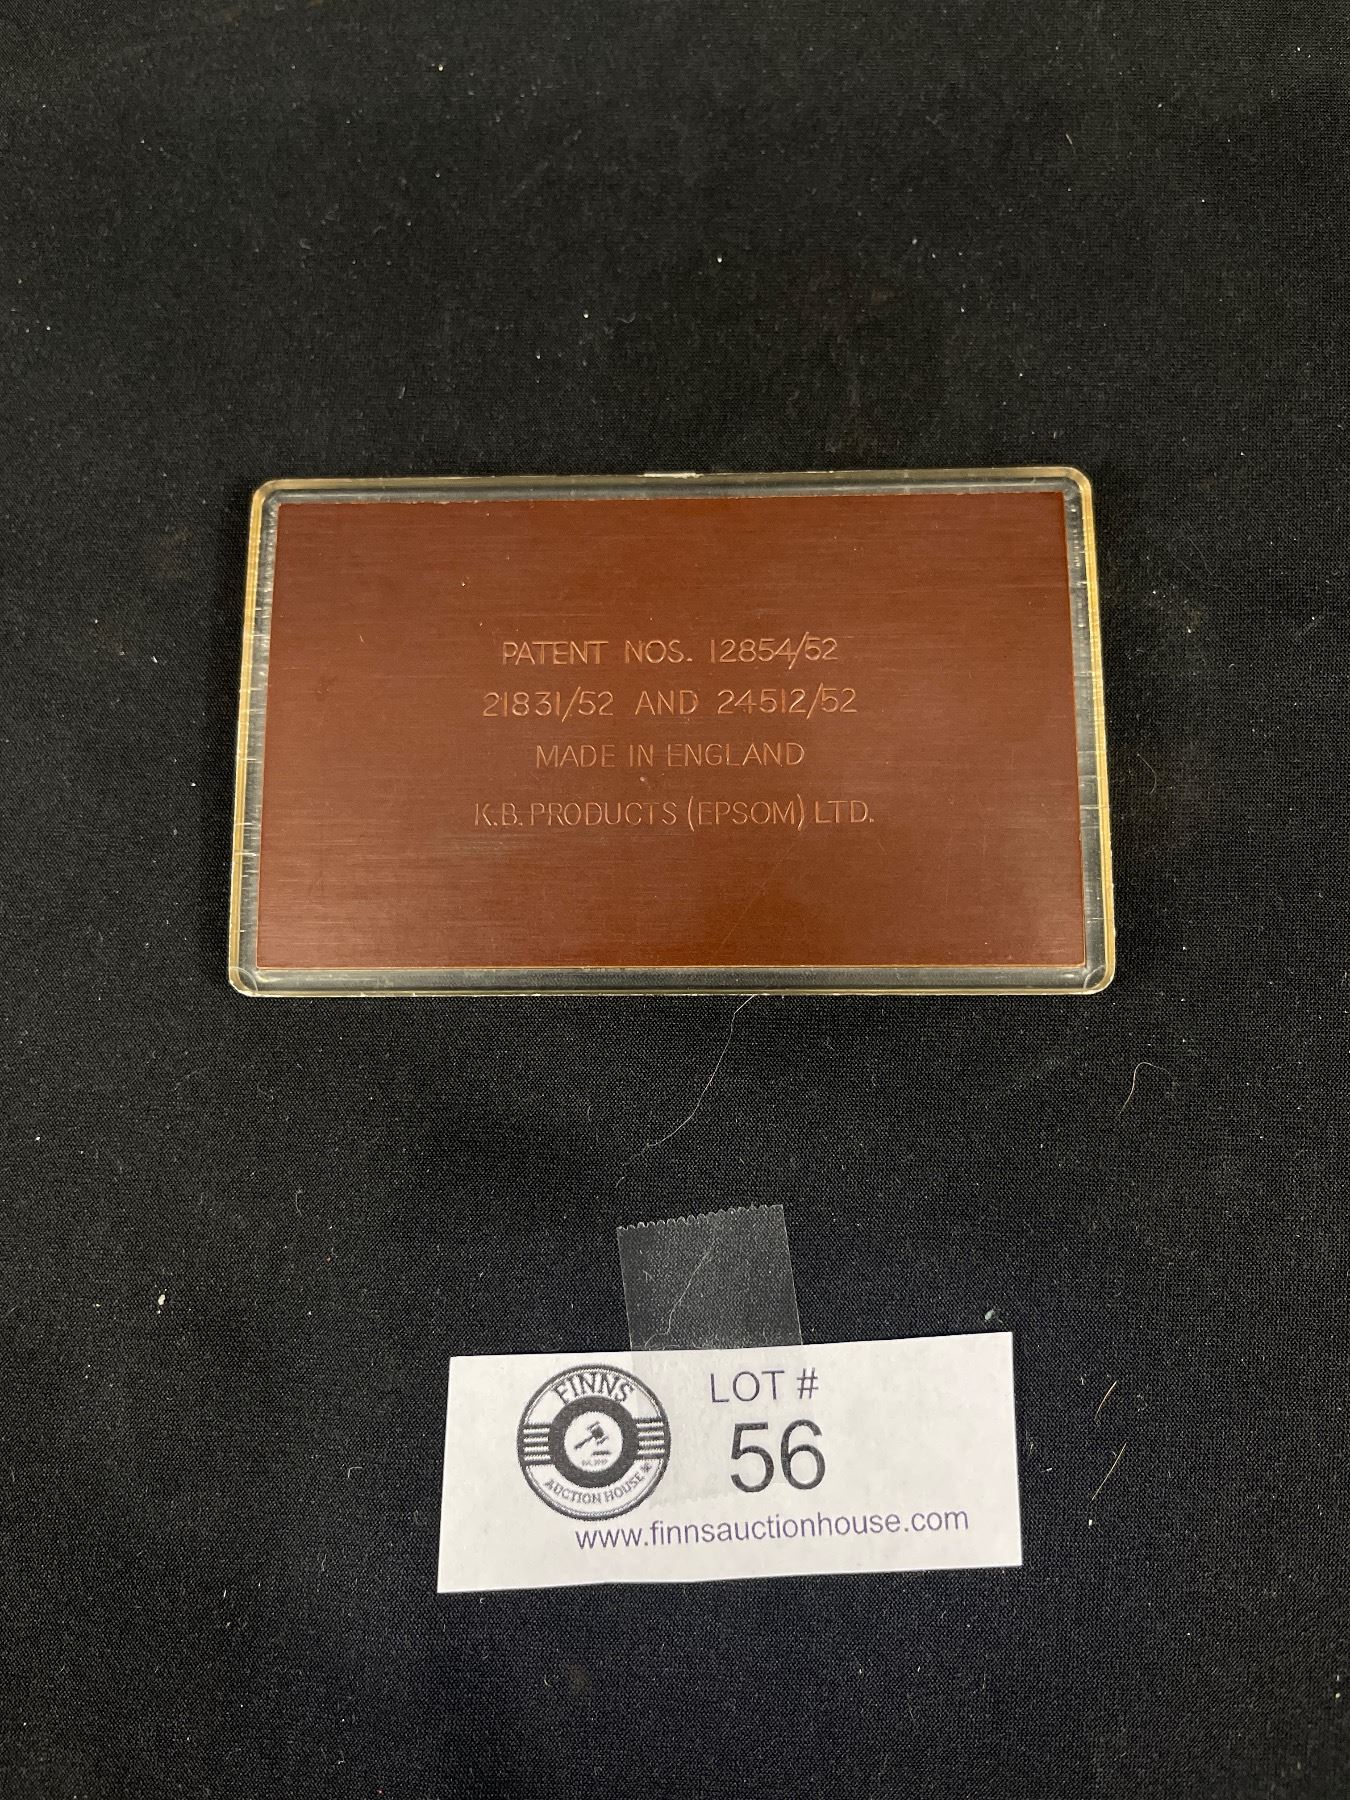 PATENT NOS. 12854/52
21831/52 AND 24512/52
MADE IN ENGLAND
K.B. PRODUCTS (EPSOM) LTD.
FINNS
AUCTION HOUSE
LOT #
56
www.finnsauctionhouse.com